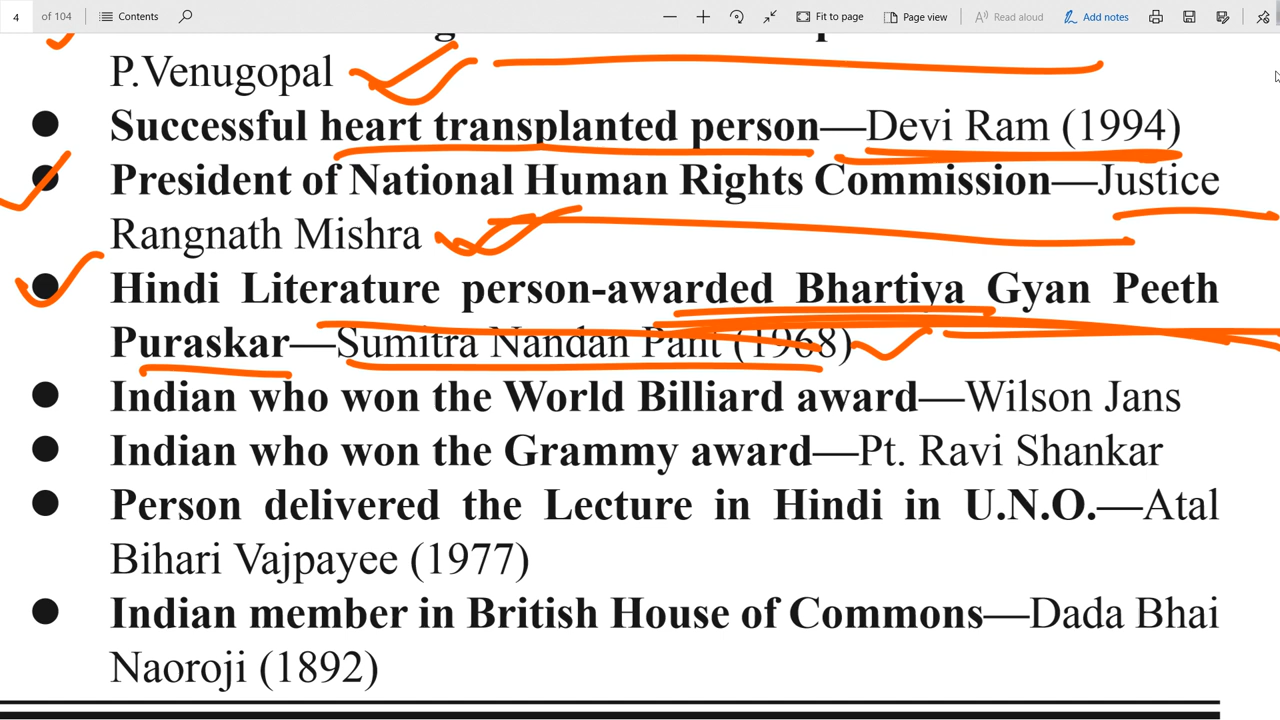 4 of 104 Contents Fit to page Page view Read aloud Add notes
P.Venugopal
● Successful heart transplanted person—Devi Ram (1994)
● President of National Human Rights Commission—Justice
Rangnath Mishra
● Hindi Literature person-awarded Bhartiya Gyan Peeth
Puraskar—Sumitra Nandan Pant (1968)
● Indian who won the World Billiard award—Wilson Jans
● Indian who won the Grammy award—Pt. Ravi Shankar
● Person delivered the Lecture in Hindi in U.N.O.—Atal
Bihari Vajpayee (1977)
● Indian member in British House of Commons—Dada Bhai
Naoroji (1892)